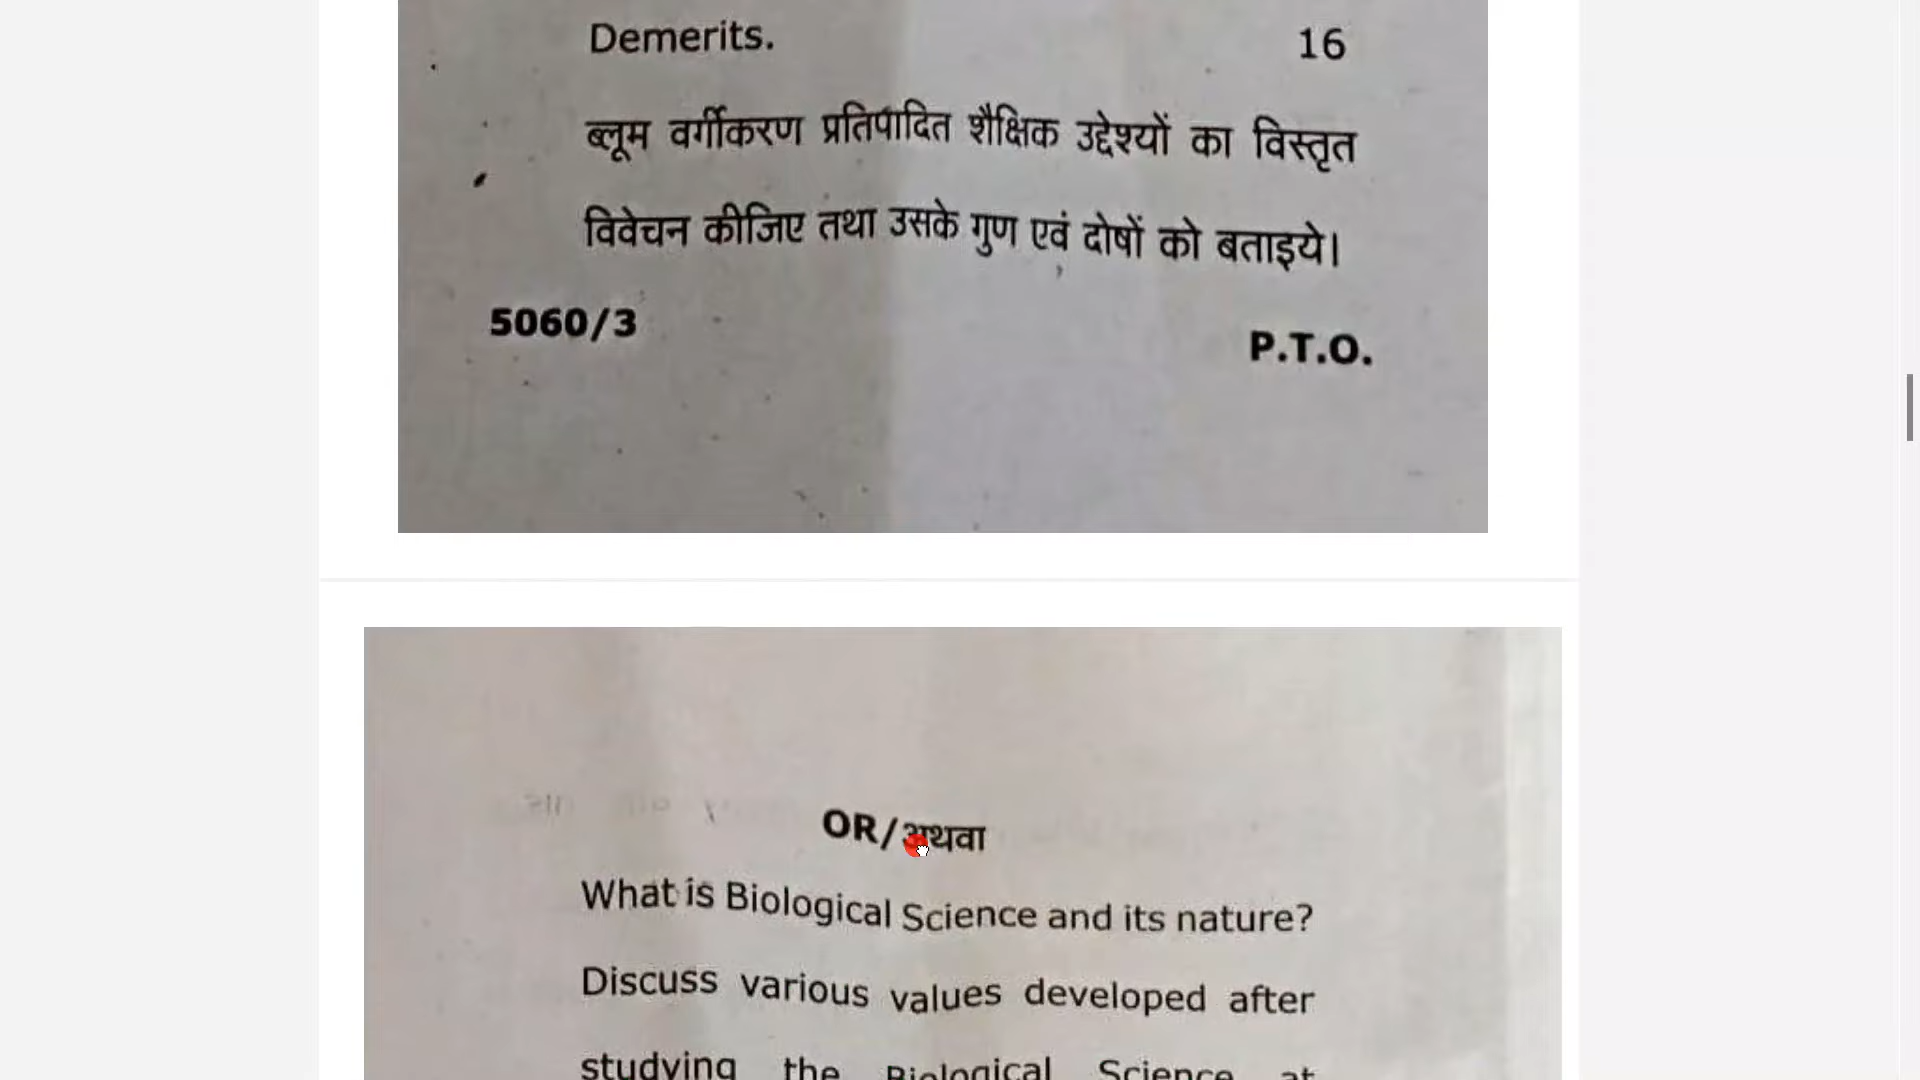 Demerits. 16
ब्लूम वर्गीकरण प्रतिपादित शैक्षिक उद्देश्यों का विस्तृत
विवेचन कीजिए तथा उसके गुण एवं दोषों को बताइये।
5060/3 P.T.O.
OR/अथवा
What is Biological Science and its nature?
Discuss various values developed after
studying the Biological Science at